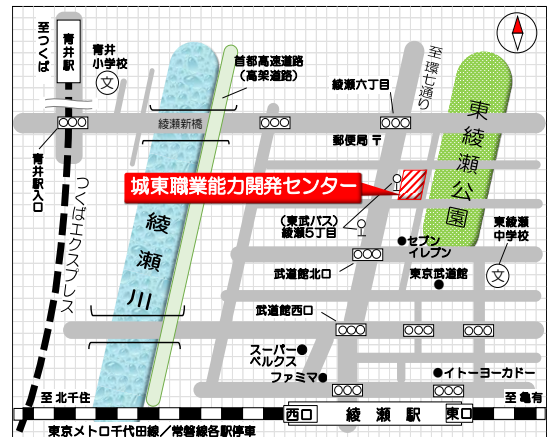 至つくば
青井駅
青井
小学校
文
首都高速道路
（高架道路）
至 環七通り
綾瀬六丁目
綾瀬新橋
郵便局 〒
東綾瀬公園
青井駅入口
つくばエクスプレス
城東職業能力開発センター
綾瀬川
（東武バス）
綾瀬5丁目
セブン
イレブン
東綾瀬
中学校
文
武道館北口
東京武道館
武道館西口
スーパー
ベルクス
ファミマ
イトーヨーカドー
至 北千住
至 亀有
西口
綾瀬駅
東口
東京メトロ千代田線／常磐線各駅停車